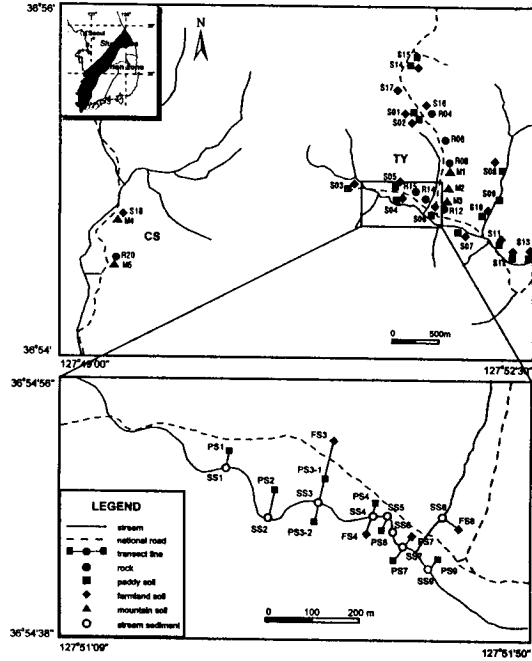 36°56'
N
Seoul
S15
S14
S17
S16
S01
R04
S02
R06
TY
R08
M1
S08
S05
S03
R15
R14
M2
S09
M3
S04
R12
S10
S06
S18
M4
CS
S07
S11
S13
S12
R20
M5
0 500m
36°54'
127°49'00"
127°52'30"
36°54'56"
FS3
PS1
SS1
PS3-1
PS2
SS3
SS2
PS3-2
PS4
SS4
SS5
SS8
SS6
FS4
PS5
FS7
FS8
SS7
PS7
PS9
SS9
LEGEND
stream
national road
transect line
rock
paddy soil
farmland soil
mountain soil
stream sediment
0 100 200 m
36°54'38"
127°51'09"
127°51'50"